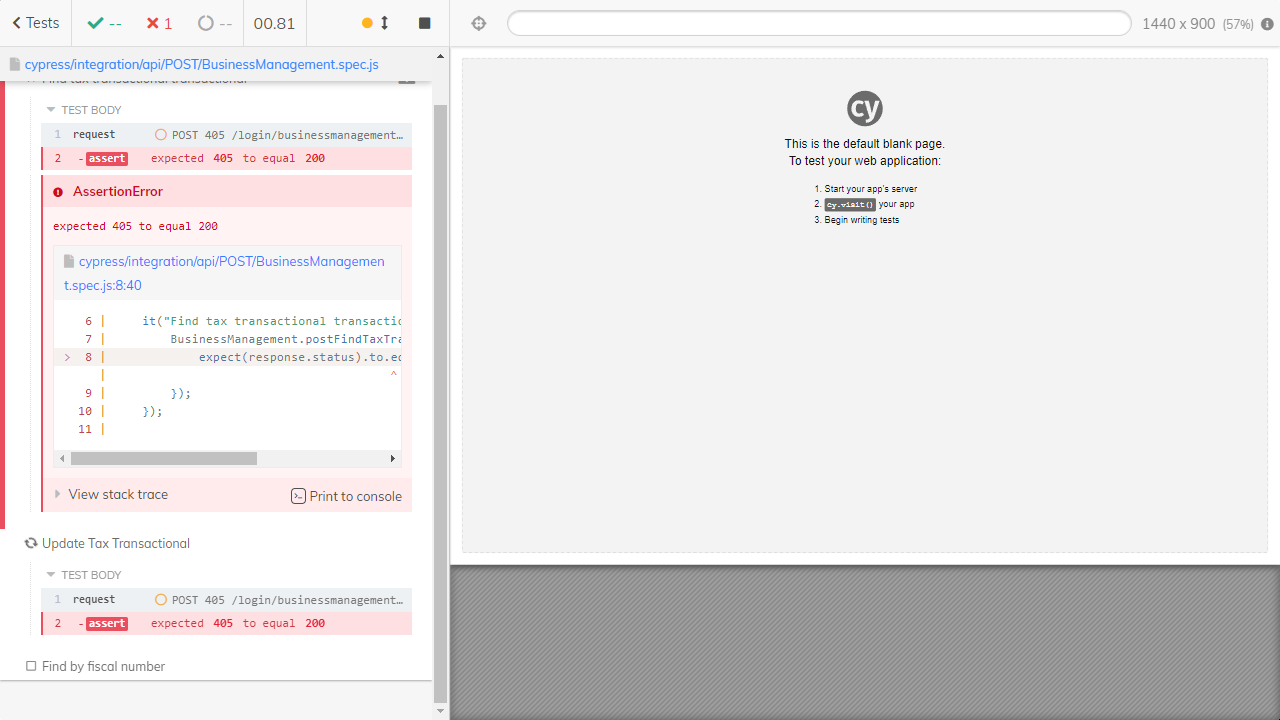 Tests
--
1
--
00.81
1440 x 900 (57%)
cypress/integration/api/POST/BusinessManagement.spec.js
Find tax transactional transactional
TEST BODY
1 request POST 405 /login/businessmanagement…
2 -assert expected 405 to equal 200
AssertionError
expected 405 to equal 200
cypress/integration/api/POST/BusinessManagemen
t.spec.js:8:40
6 | it("Find tax transactional transactio
7 | BusinessManagement.postFindTaxTra
> 8 | expect(response.status).to.eq
| ^
9 | });
10 | });
11 |
View stack trace
Print to console
Update Tax Transactional
TEST BODY
1 request POST 405 /login/businessmanagement…
2 -assert expected 405 to equal 200
Find by fiscal number
cy
This is the default blank page.
To test your web application:
1. Start your app's server
2. cy.visit() your app
3. Begin writing tests